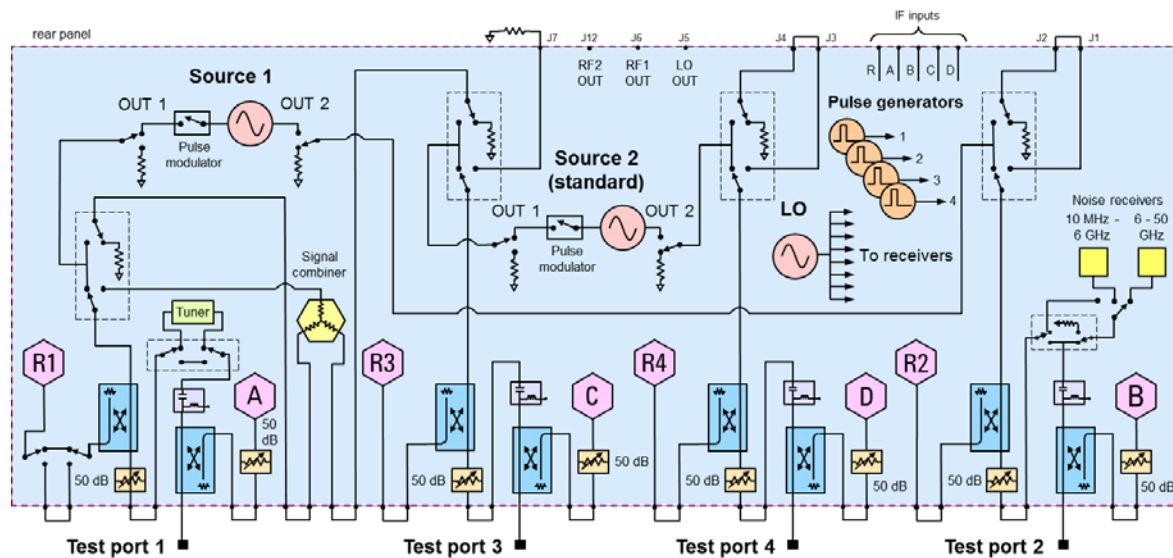 IF inputs
rear panel
J7
J12
J6
J5
J4
J3
J2
J1
RF2
OUT
RF1
OUT
LO
OUT
R
A
B
C
D
Source 1
OUT 1
OUT 2
Pulse
modulator
Pulse generators
1
2
3
4
Source 2
(standard)
OUT 1
OUT 2
Pulse
modulator
LO
To receivers
Noise receivers
10 MHz -
6 GHz
6 - 50
GHz
Signal
combiner
Tuner
R1
A
R3
C
R4
D
R2
B
50
dB
50 dB
50 dB
50 dB
50 dB
50 dB
50 dB
50 dB
Test port 1
Test port 3
Test port 4
Test port 2